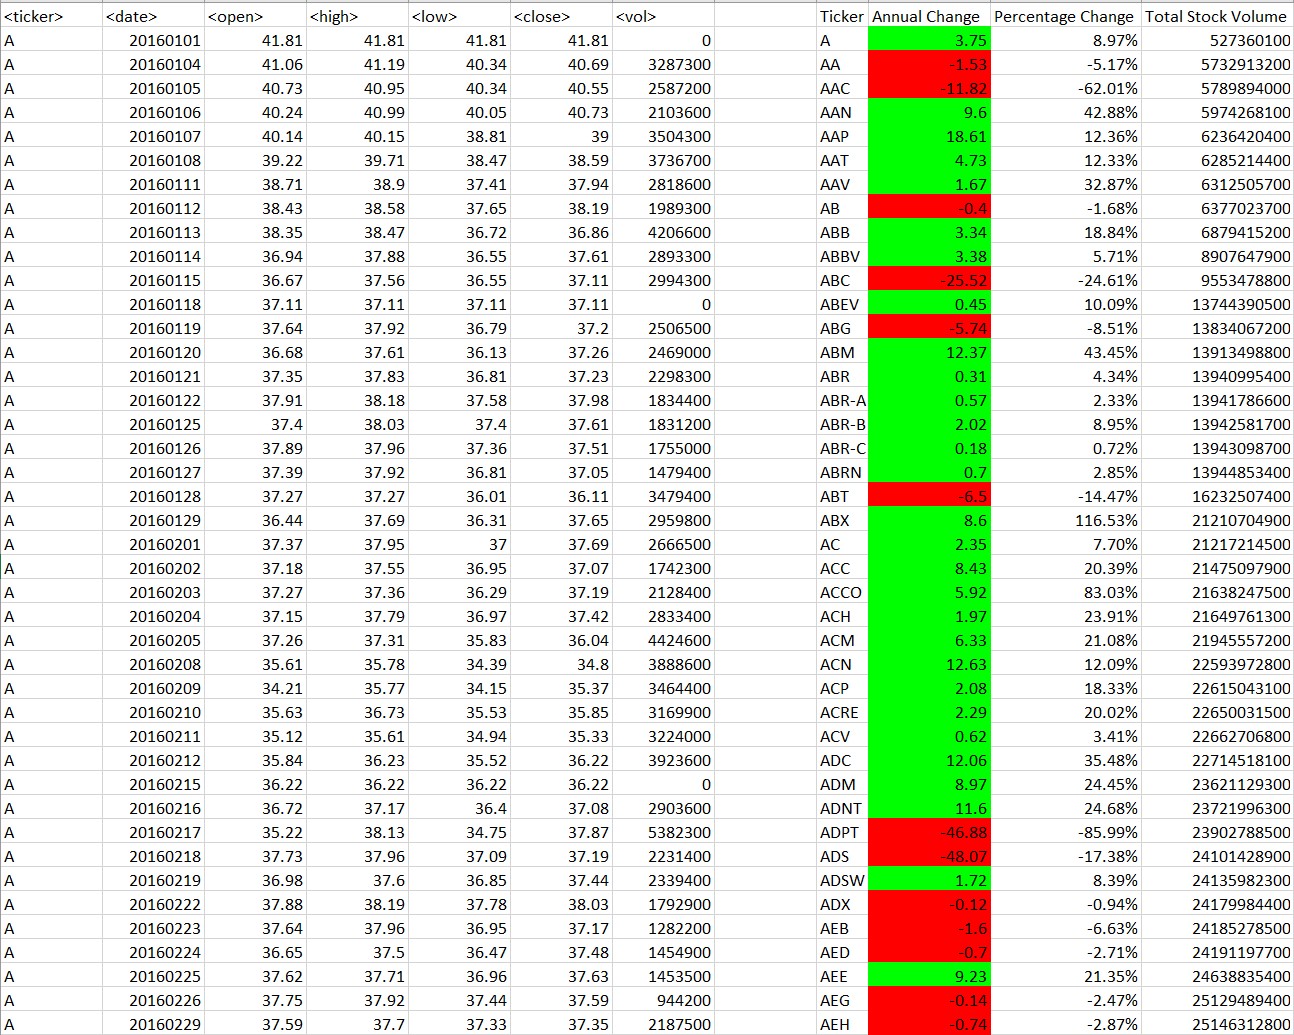 <ticker> <date> <open> <high> <low> <close> <vol> Ticker Annual Change Percentage Change Total Stock Volume
A 20160101 41.81 41.81 41.81 41.81 0 A 3.75 8.97% 527360100
A 20160104 41.06 41.19 40.34 40.69 3287300 AA -1.53 -5.17% 5732913200
A 20160105 40.73 40.95 40.34 40.55 2587200 AAC -11.82 -62.01% 5789894000
A 20160106 40.24 40.99 40.05 40.73 2103600 AAN 9.6 42.88% 5974268100
A 20160107 40.14 40.15 38.81 39 3504300 AAP 18.61 12.36% 6236420400
A 20160108 39.22 39.71 38.47 38.59 3736700 AAT 4.73 12.33% 6285214400
A 20160111 38.71 38.9 37.41 37.94 2818600 AAV 1.67 32.87% 6312505700
A 20160112 38.43 38.58 37.65 38.19 1989300 AB -0.4 -1.68% 6377023700
A 20160113 38.35 38.47 36.72 36.86 4206600 ABB 3.34 18.84% 6879415200
A 20160114 36.94 37.88 36.55 37.61 2893300 ABBV 3.38 5.71% 8907647900
A 20160115 36.67 37.56 36.55 37.11 2994300 ABC -25.52 -24.61% 9553478800
A 20160118 37.11 37.11 37.11 37.11 0 ABEV 0.45 10.09% 13744390500
A 20160119 37.64 37.92 36.79 37.2 2506500 ABG -5.74 -8.51% 13834067200
A 20160120 36.68 37.61 36.13 37.26 2469000 ABM 12.37 43.45% 13913498800
A 20160121 37.35 37.83 36.81 37.23 2298300 ABR 0.31 4.34% 13940995400
A 20160122 37.91 38.18 37.58 37.98 1834400 ABR-A 0.57 2.33% 13941786600
A 20160125 37.4 38.03 37.4 37.61 1831200 ABR-B 2.02 8.95% 13942581700
A 20160126 37.89 37.96 37.36 37.51 1755000 ABR-C 0.18 0.72% 13943098700
A 20160127 37.39 37.92 36.81 37.05 1479400 ABRN 0.7 2.85% 13944853400
A 20160128 37.27 37.27 36.01 36.11 3479400 ABT -6.5 -14.47% 16232507400
A 20160129 36.44 37.69 36.31 37.65 2959800 ABX 8.6 116.53% 21210704900
A 20160201 37.37 37.95 37 37.69 2666500 AC 2.35 7.70% 21217214500
A 20160202 37.18 37.55 36.95 37.07 1742300 ACC 8.43 20.39% 21475097900
A 20160203 37.27 37.36 36.29 37.19 2128400 ACCO 5.92 83.03% 21638247500
A 20160204 37.15 37.79 36.97 37.42 2833400 ACH 1.97 23.91% 21649761300
A 20160205 37.26 37.31 35.83 36.04 4424600 ACM 6.33 21.08% 21945557200
A 20160208 35.61 35.78 34.39 34.8 3888600 ACN 12.63 12.09% 22593972800
A 20160209 34.21 35.77 34.15 35.37 3464400 ACP 2.08 18.33% 22615043100
A 20160210 35.63 36.73 35.53 35.85 3169900 ACRE 2.29 20.02% 22650031500
A 20160211 35.12 35.61 34.94 35.33 3224000 ACV 0.62 3.41% 22662706800
A 20160212 35.84 36.23 35.52 36.22 3923600 ADC 12.06 35.48% 22714518100
A 20160215 36.22 36.22 36.22 36.22 0 ADM 8.97 24.45% 23621129300
A 20160216 36.72 37.17 36.4 37.08 2903600 ADNT 11.6 24.68% 23721996300
A 20160217 35.22 38.13 34.75 37.87 5382300 ADPT -46.88 -85.99% 23902788500
A 20160218 37.73 37.96 37.09 37.19 2231400 ADS -48.07 -17.38% 24101428900
A 20160219 36.98 37.6 36.85 37.44 2339400 ADSW 1.72 8.39% 24135982300
A 20160222 37.88 38.19 37.78 38.03 1792900 ADX -0.12 -0.94% 24179984400
A 20160223 37.64 37.96 36.95 37.17 1282200 AEB -1.6 -6.63% 24185278500
A 20160224 36.65 37.5 36.47 37.48 1454900 AED -0.7 -2.71% 24191197700
A 20160225 37.62 37.71 36.96 37.63 1453500 AEE 9.23 21.35% 24638835400
A 20160226 37.75 37.92 37.44 37.59 944200 AEG -0.14 -2.47% 25129489400
A 20160229 37.59 37.7 37.33 37.35 2187500 AEH -0.74 -2.87% 25146312800